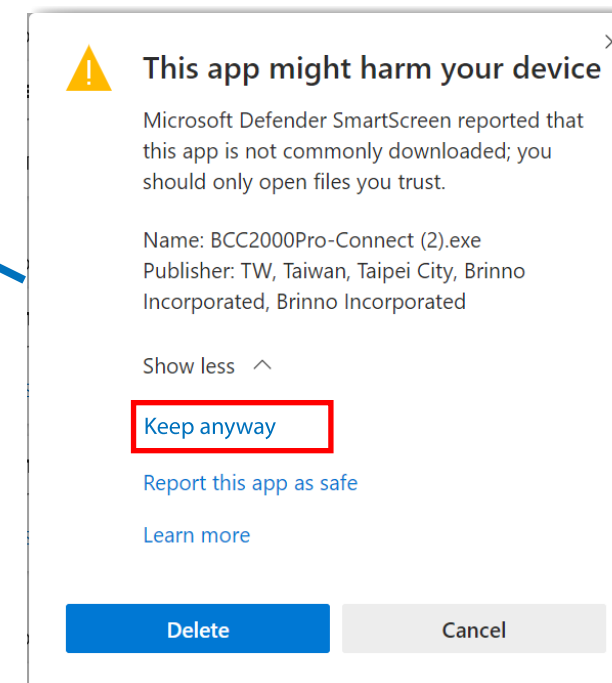 This app might harm your device
Microsoft Defender SmartScreen reported that
this app is not commonly downloaded; you
should only open files you trust.
Name: BCC2000Pro-Connect (2).exe
Publisher: TW, Taiwan, Taipei City, Brinno
Incorporated, Brinno Incorporated
Show less
Keep anyway
Report this app as safe
Learn more
Delete
Cancel